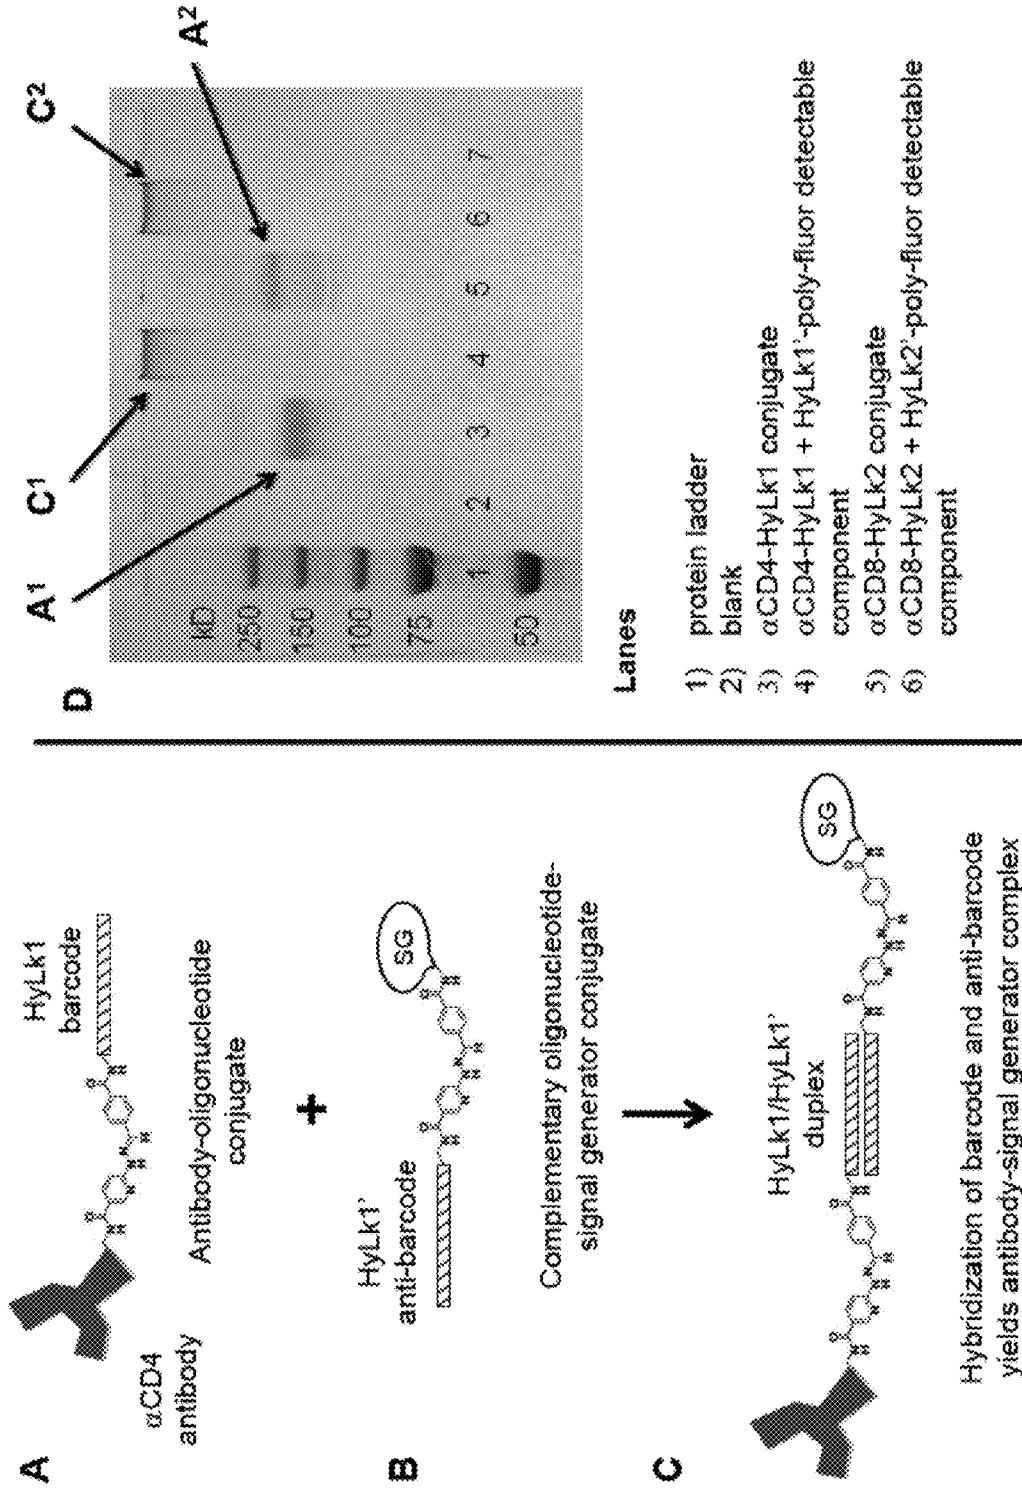 A
αCD4
antibody
HyLk1
barcode
Antibody-oligonucleotide
conjugate
+
B
HyLk1'
anti-barcode
SG
Complementary oligonucleotide-
signal generator conjugate
C
HyLk1/HyLk1'
duplex
SG
Hybridization of barcode and anti-barcode
yields antibody-signal generator complex
D
A1
C1
C2
A2
kD
250
150
100
75
50
1 2 3 4 5 6 7
Lanes
1) protein ladder
2) blank
3) αCD4-HyLk1 conjugate
4) αCD4-HyLk1 + HyLk1'-poly-fluor detectable
component
5) αCD8-HyLk2 conjugate
6) αCD8-HyLk2 + HyLk2'-poly-fluor detectable
component